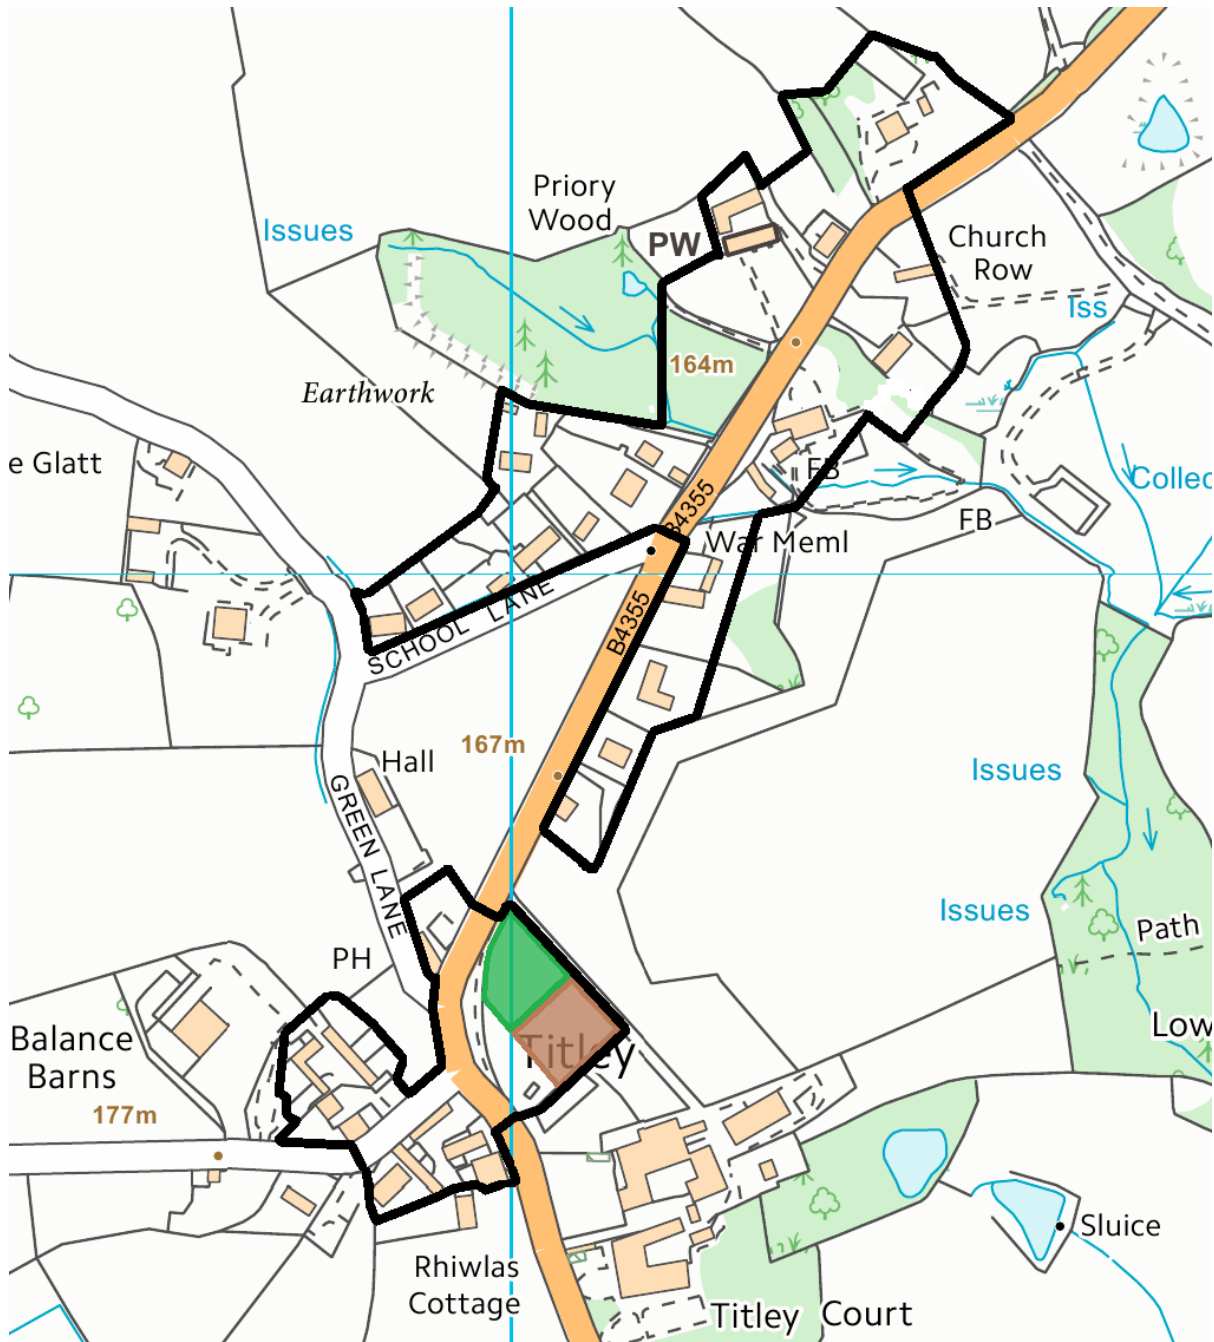 Priory
Wood
Issues
PW
Church
Row
Iss
164m
Earthwork
e Glatt
FB
Collec
B4355
FB
War Meml
SCHOOL LANE
B4355
167m
Hall
Issues
GREEN LANE
Issues
Path
PH
Balance
Barns
Titley
Low
177m
Sluice
Rhiwlas
Cottage
Titley Court